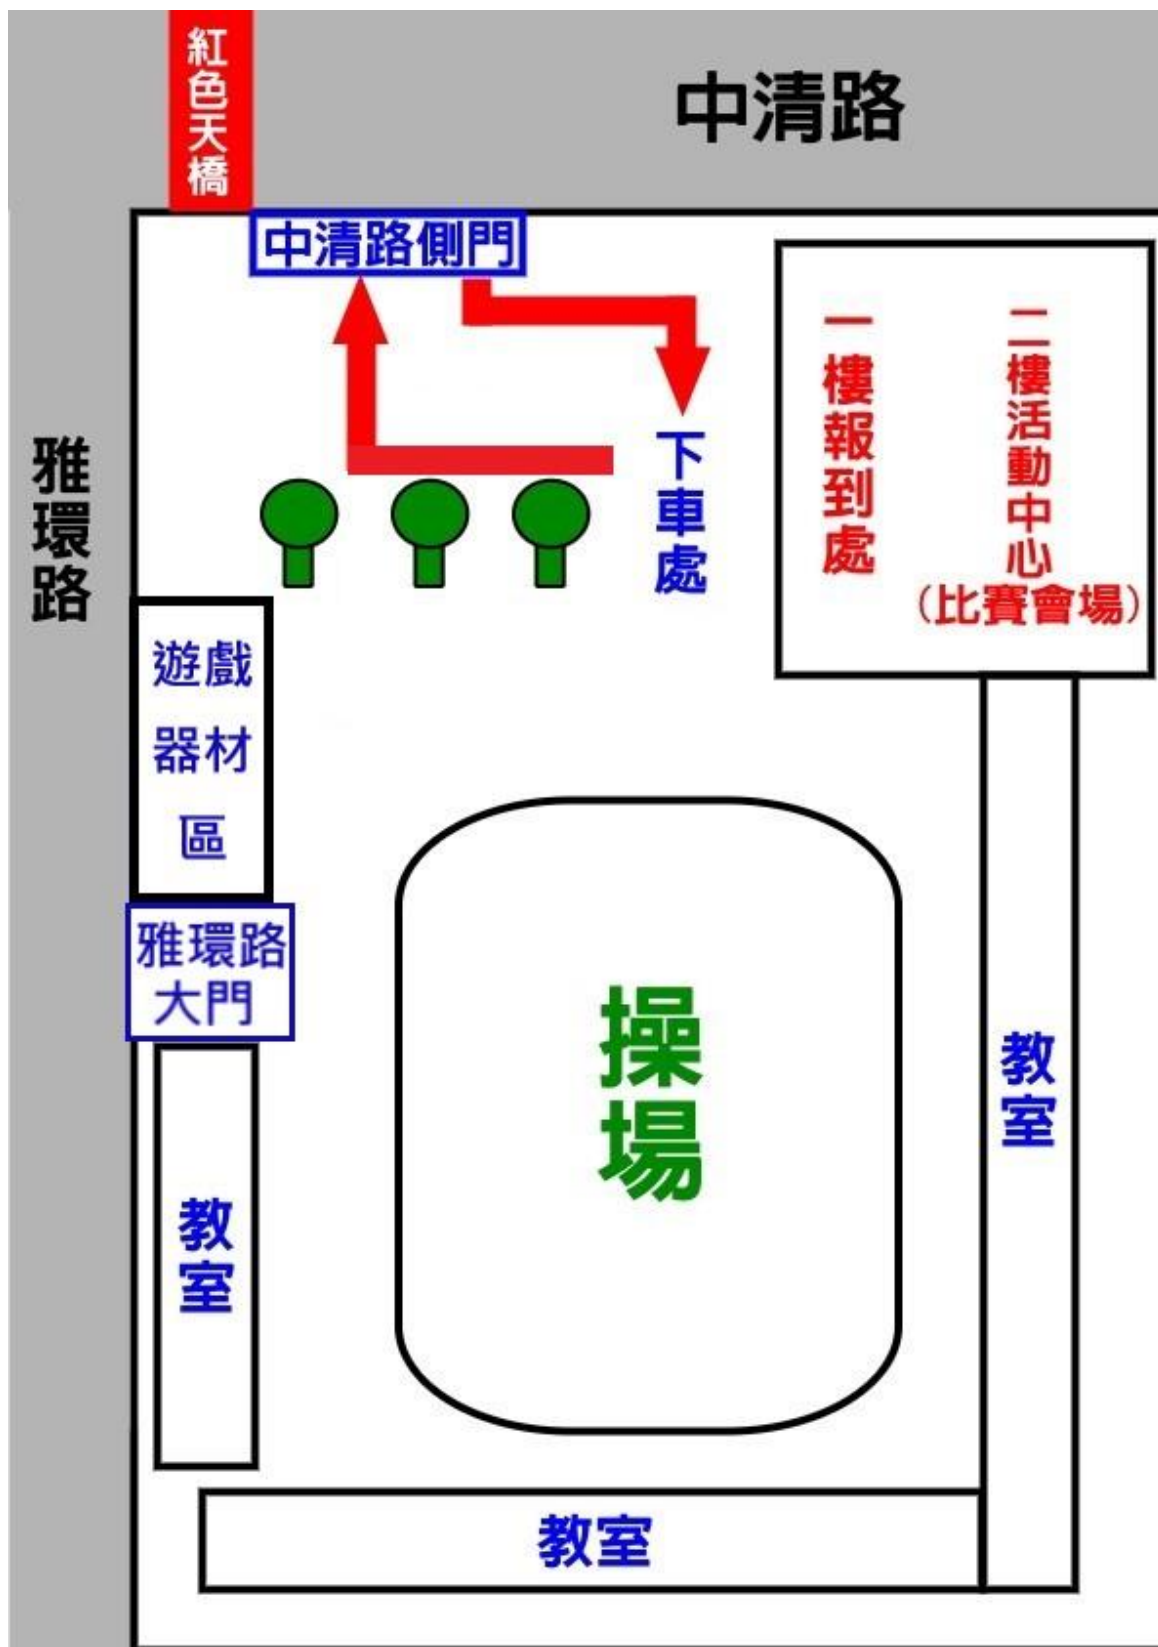 紅色天橋
中清路
中清路側門
一樓報到處
二樓活動中心
(比賽會場)
下車處
雅環路
遊戲
器材
區
雅環路
大門
操場
教室
教室
教室